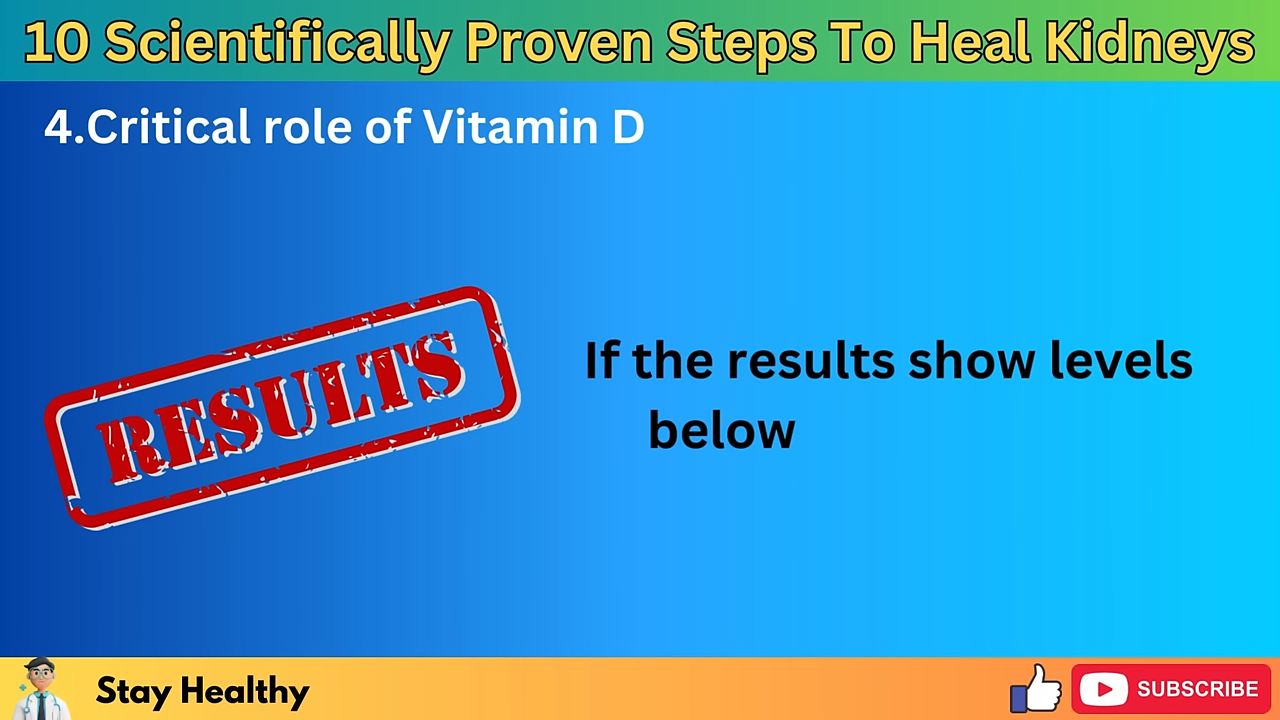 10 Scientifically Proven Steps To Heal Kidneys
4.Critical role of Vitamin D
RESULTS
If the results show levels
below
Stay Healthy
SUBSCRIBE